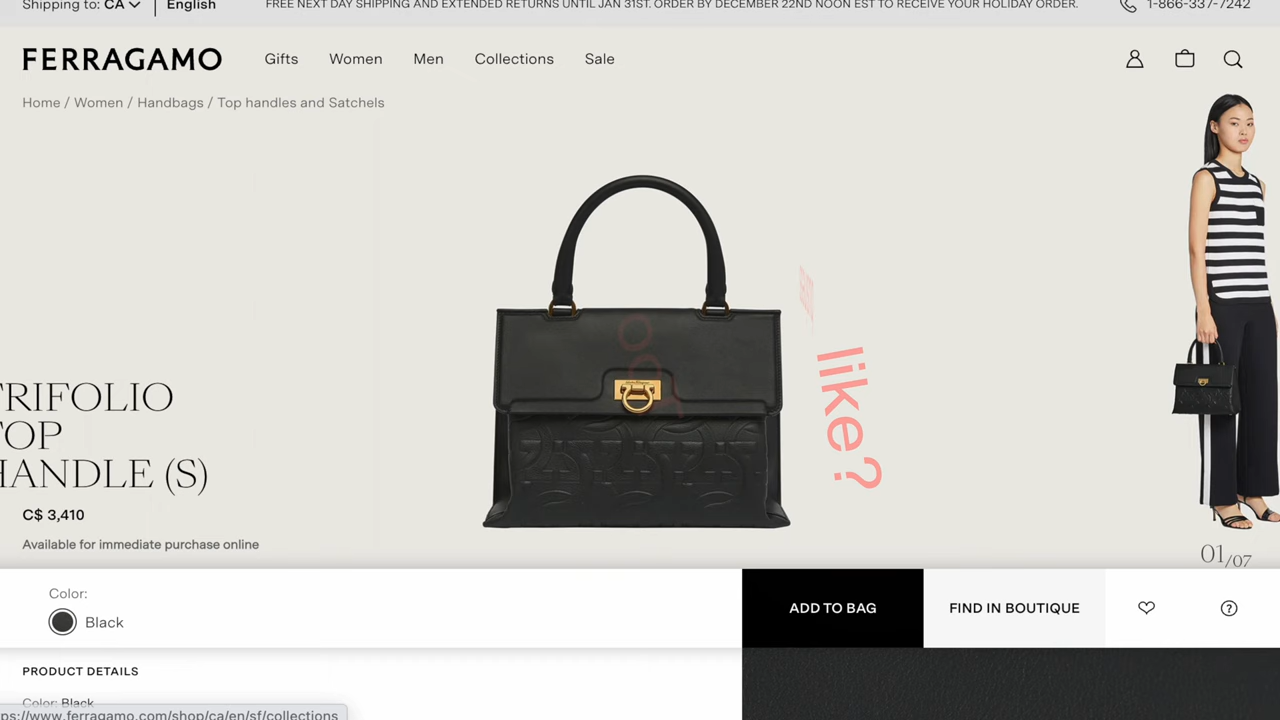 Shipping to: CA
English
FREE NEXT DAY SHIPPING AND EXTENDED RETURNS UNTIL JAN 31ST. ORDER BY DECEMBER 22ND NOON EST TO RECEIVE YOUR HOLIDAY ORDER.
1-866-337-7242
FERRAGAMO
Gifts
Women
Men
Collections
Sale
Home / Women / Handbags / Top handles and Satchels
like?
TRIFOLIO
TOP
HANDLE (S)
C$ 3,410
Available for immediate purchase online
01/07
Color:
Black
ADD TO BAG
FIND IN BOUTIQUE
PRODUCT DETAILS
Color: Black
ps://www.ferragamo.com/shop/ca/en/sf/collections